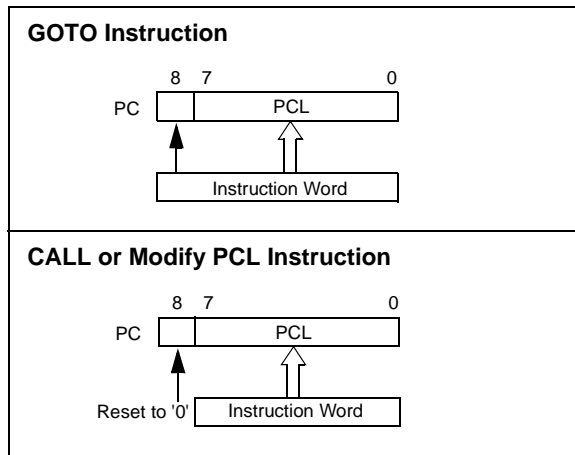 GOTO Instruction
8 7 0
PC PCL
Instruction Word
CALL or Modify PCL Instruction
8 7 0
PC PCL
Reset to '0' Instruction Word